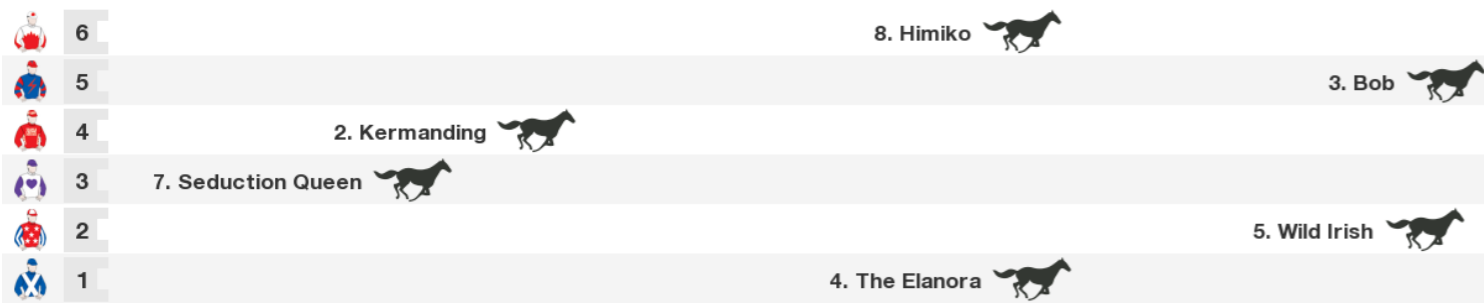 6 8. Himiko
5 3. Bob
4 2. Kermanding
3 7. Seduction Queen
2 5. Wild Irish
1 4. The Elanora